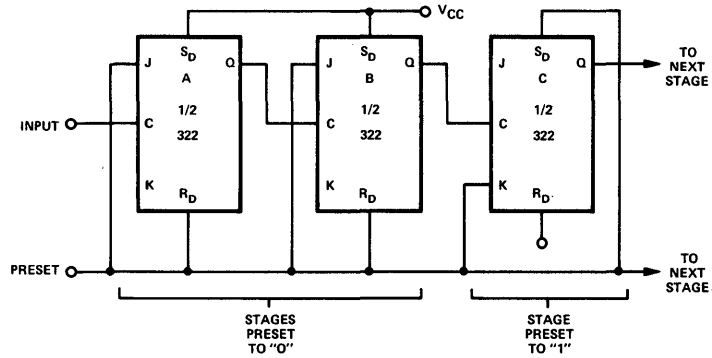 V_CC
S_D
S_D
S_D
TO
NEXT
STAGE
J
Q
J
Q
J
Q
A
B
C
1/2
1/2
1/2
INPUT
C
C
C
322
322
322
K
K
K
R_D
R_D
R_D
PRESET
TO
NEXT
STAGE
STAGES
PRESET
TO "0"
STAGE
PRESET
TO "1"